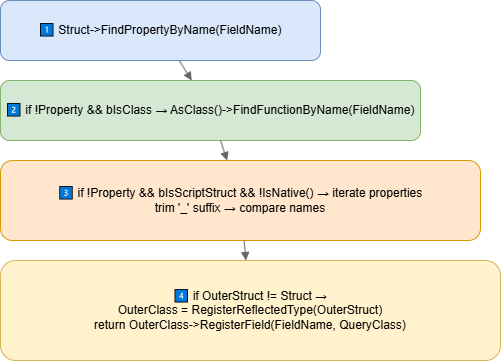 1 Struct->FindPropertyByName(FieldName)
2 if !Property && bIsClass → AsClass()->FindFunctionByName(FieldName)
3 if !Property && bIsScriptStruct && !IsNative() → iterate properties
trim '_' suffix → compare names
4 if OuterStruct != Struct →
OuterClass = RegisterReflectedType(OuterStruct)
return OuterClass->RegisterField(FieldName, QueryClass)